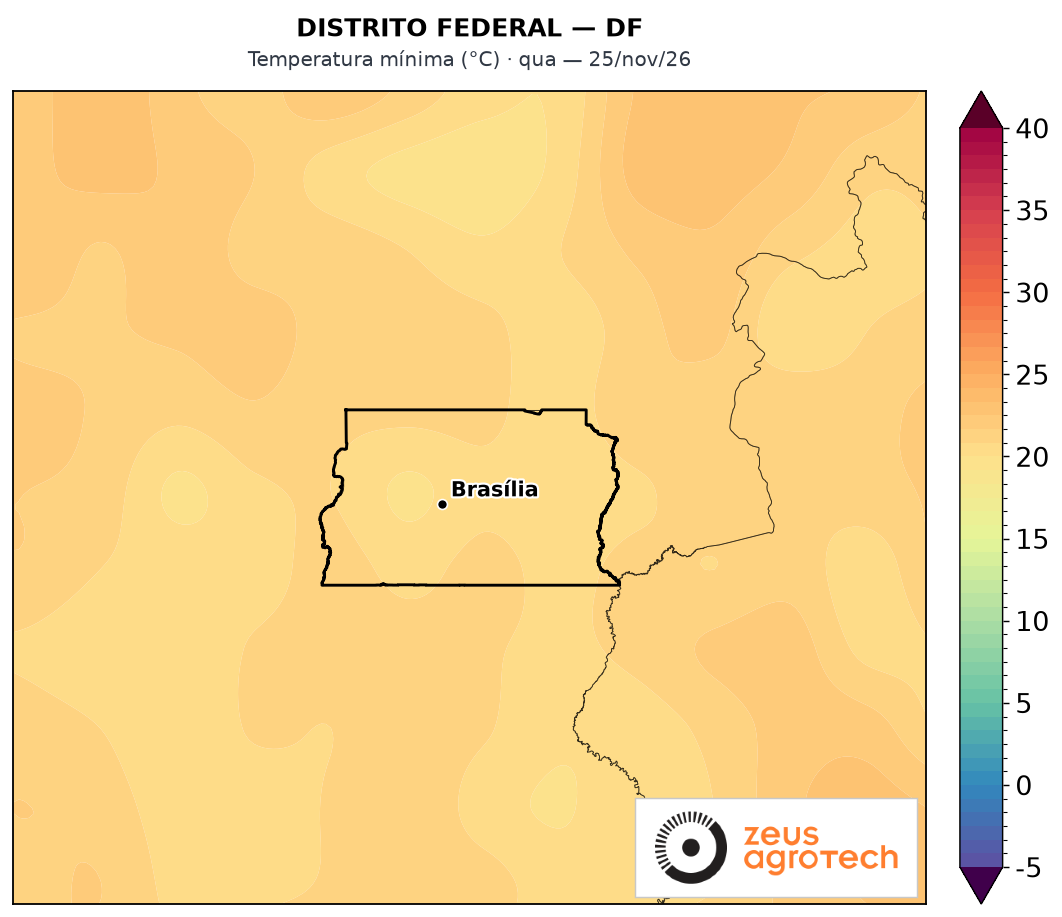 DISTRITO FEDERAL — DF
Temperatura mínima (°C) · qua — 25/nov/26
40
35
30
25
20
15
10
5
0
-5
Brasília
zeus
agrotech